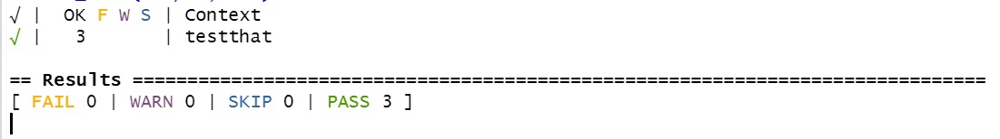 √ |  OK F W S | Context
√ |   3       | testthat

== Results ==============================================================================
[ FAIL 0 | WARN 0 | SKIP 0 | PASS 3 ]